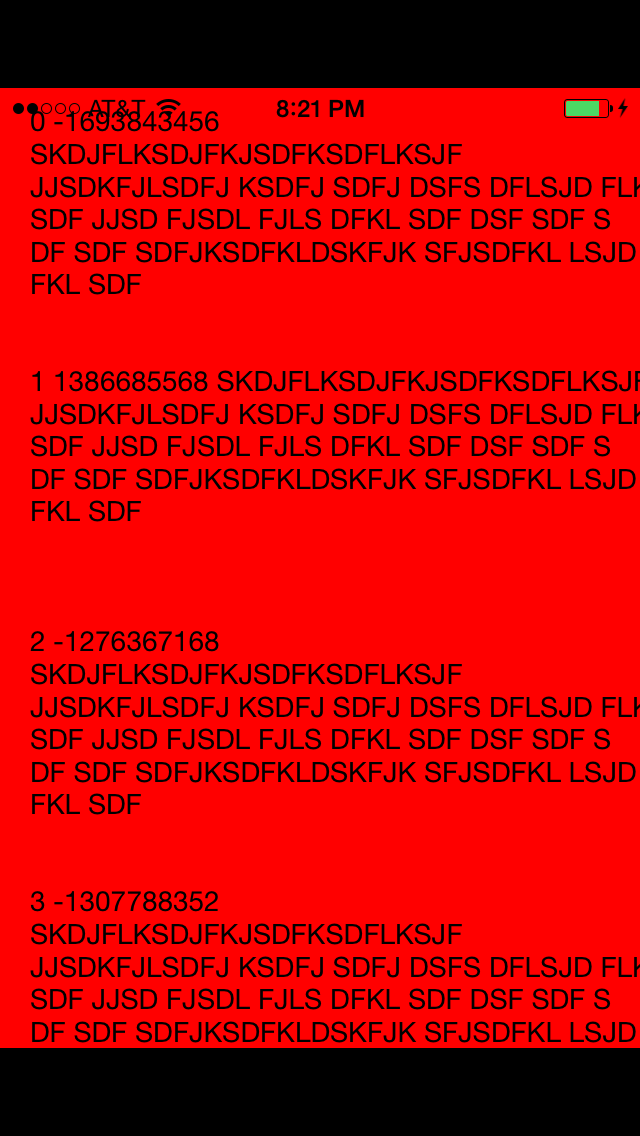 AT&T 8:21 PM
0 -1693843456
SKDJFLKSDJFKJSDFKSDFLKSJF
JJSDKFJLSDFJ KSDFJ SDFJ DSFS DFLSJD FLK
SDF JJSD FJSDL FJLS DFKL SDF DSF SDF S
DF SDF SDFJKSDFKLDSKFJK SFJSDFKL LSJD
FKL SDF
1 1386685568 SKDJFLKSDJFKJSDFKSDFLKSJF
JJSDKFJLSDFJ KSDFJ SDFJ DSFS DFLSJD FLK
SDF JJSD FJSDL FJLS DFKL SDF DSF SDF S
DF SDF SDFJKSDFKLDSKFJK SFJSDFKL LSJD
FKL SDF
2 -1276367168
SKDJFLKSDJFKJSDFKSDFLKSJF
JJSDKFJLSDFJ KSDFJ SDFJ DSFS DFLSJD FLK
SDF JJSD FJSDL FJLS DFKL SDF DSF SDF S
DF SDF SDFJKSDFKLDSKFJK SFJSDFKL LSJD
FKL SDF
3 -1307788352
SKDJFLKSDJFKJSDFKSDFLKSJF
JJSDKFJLSDFJ KSDFJ SDFJ DSFS DFLSJD FLK
SDF JJSD FJSDL FJLS DFKL SDF DSF SDF S
DF SDF SDFJKSDFKLDSKFJK SFJSDFKL LSJD